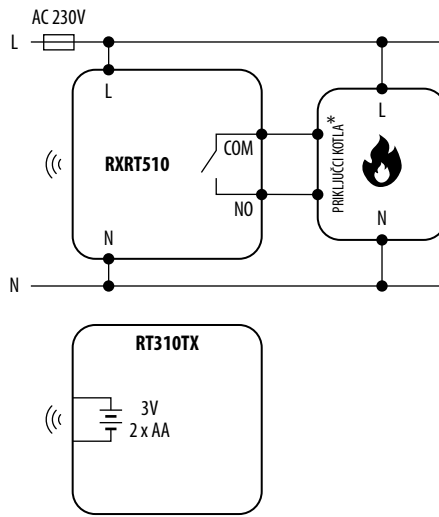 AC 230V
L
L
RXRT510
COM
NO
N
L
PRIKLJUČCI KOTLA*
N
N
RT310TX
3V
2 x AA